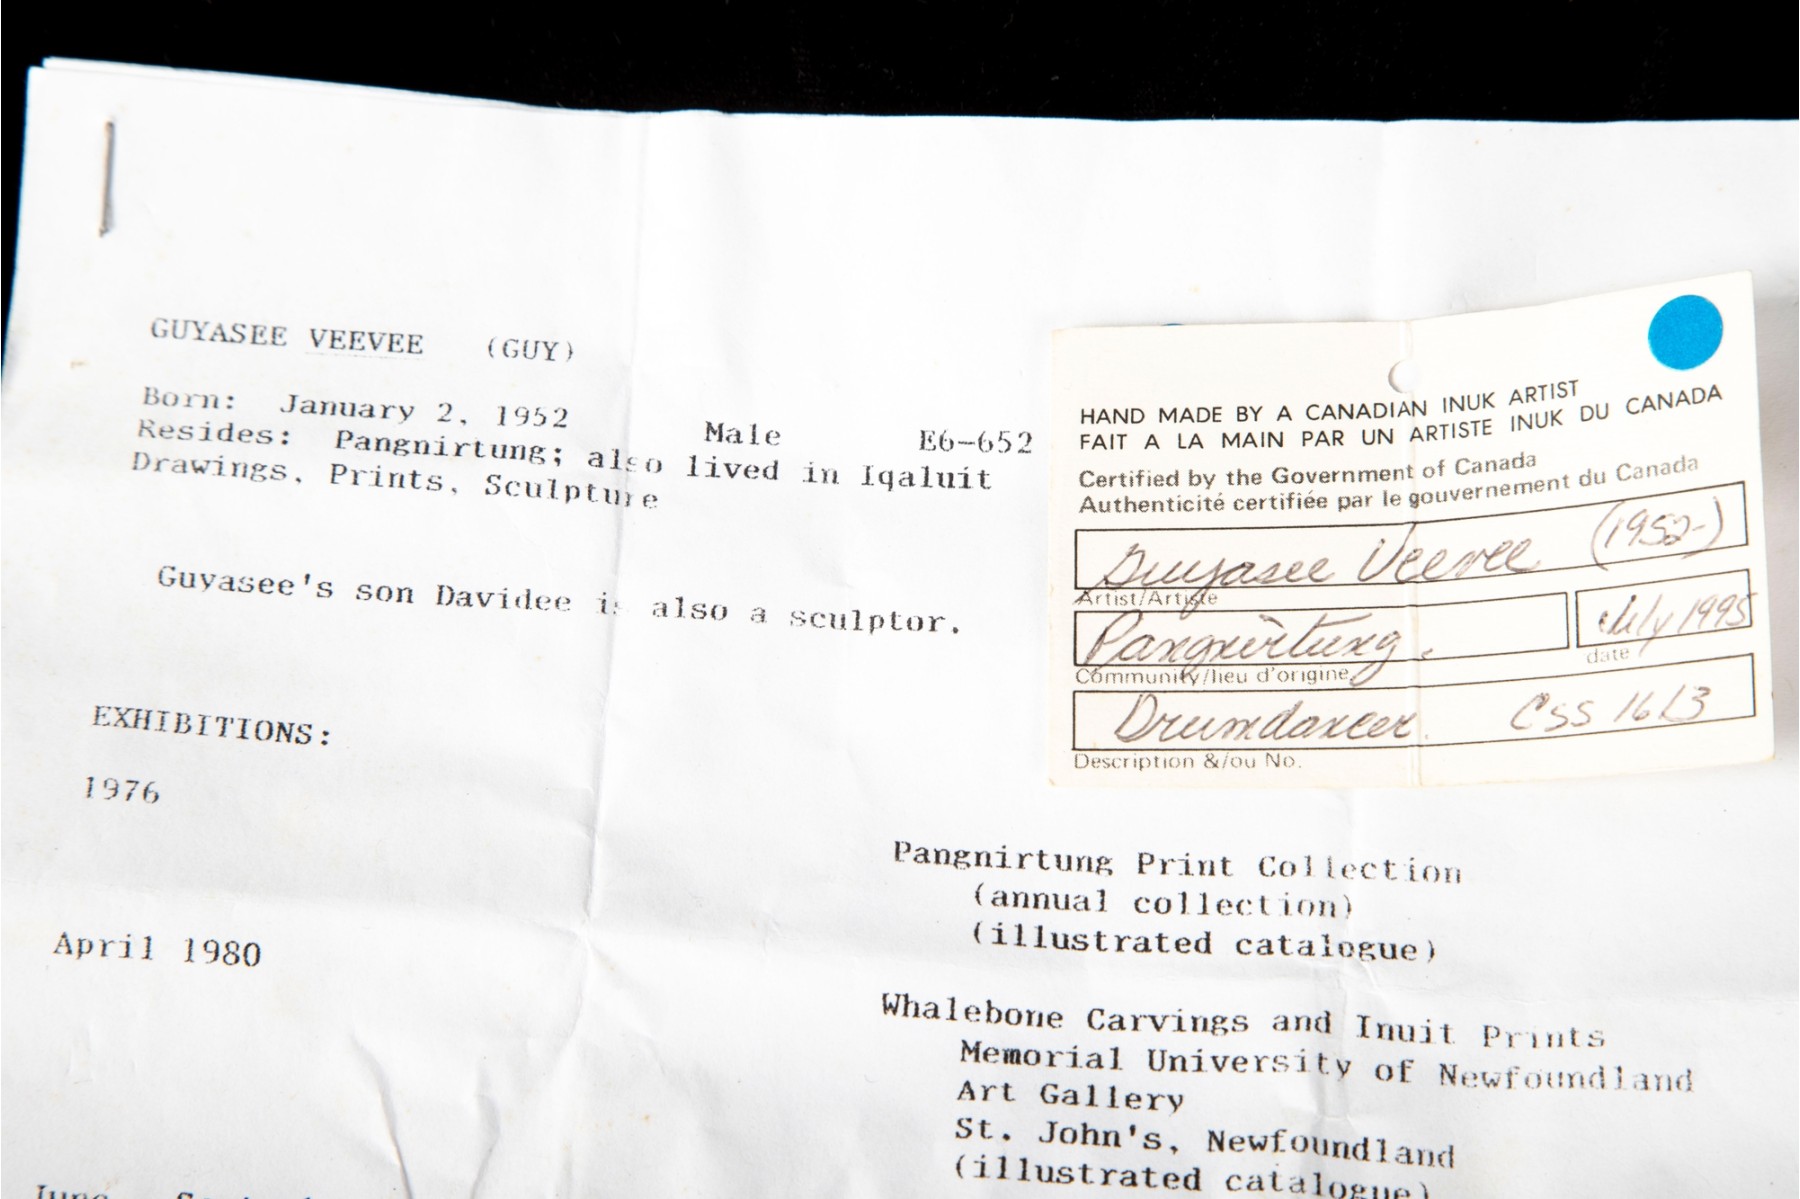 GUYASEE VEEVEE (GUY)
Born: January 2, 1952 Male E6-652
Resides: Pangnirtung; also lived in Iqaluit
Drawings, Prints, Sculpture
Guyasee's son Davidee is also a sculptor.
HAND MADE BY A CANADIAN INUK ARTIST
FAIT A LA MAIN PAR UN ARTISTE INUK DU CANADA
Certified by the Government of Canada
Authenticité certifiée par le gouvernement du Canada
Guyasee Veevee (1952-)
Artist/Artiste
Pangnirtung. July 1995
Community/lieu d'origine date
Drumdancer. CSS 1613
Description &/ou No.
EXHIBITIONS:
1976
Pangnirtung Print Collection
(annual collection)
(illustrated catalogue)
April 1980
Whalebone Carvings and Inuit Prints
Memorial University of Newfoundland
Art Gallery
St. John's, Newfoundland
(illustrated catalogue)